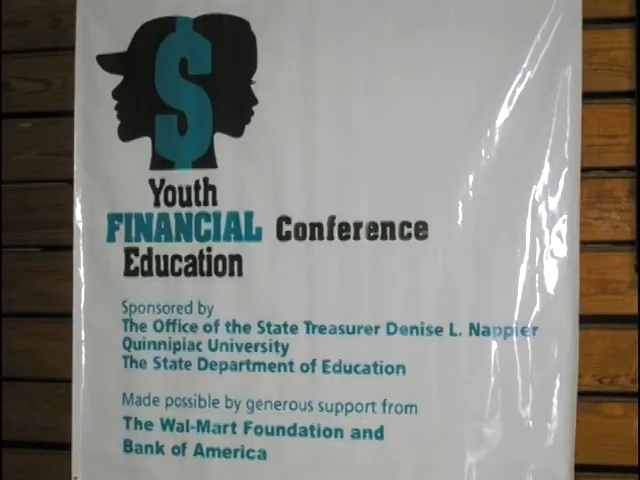 $
Youth
FINANCIAL Conference
Education
Sponsored by
The Office of the State Treasurer Denise L. Nappier
Quinnipiac University
The State Department of Education
Made possible by generous support from
The Wal-Mart Foundation and
Bank of America